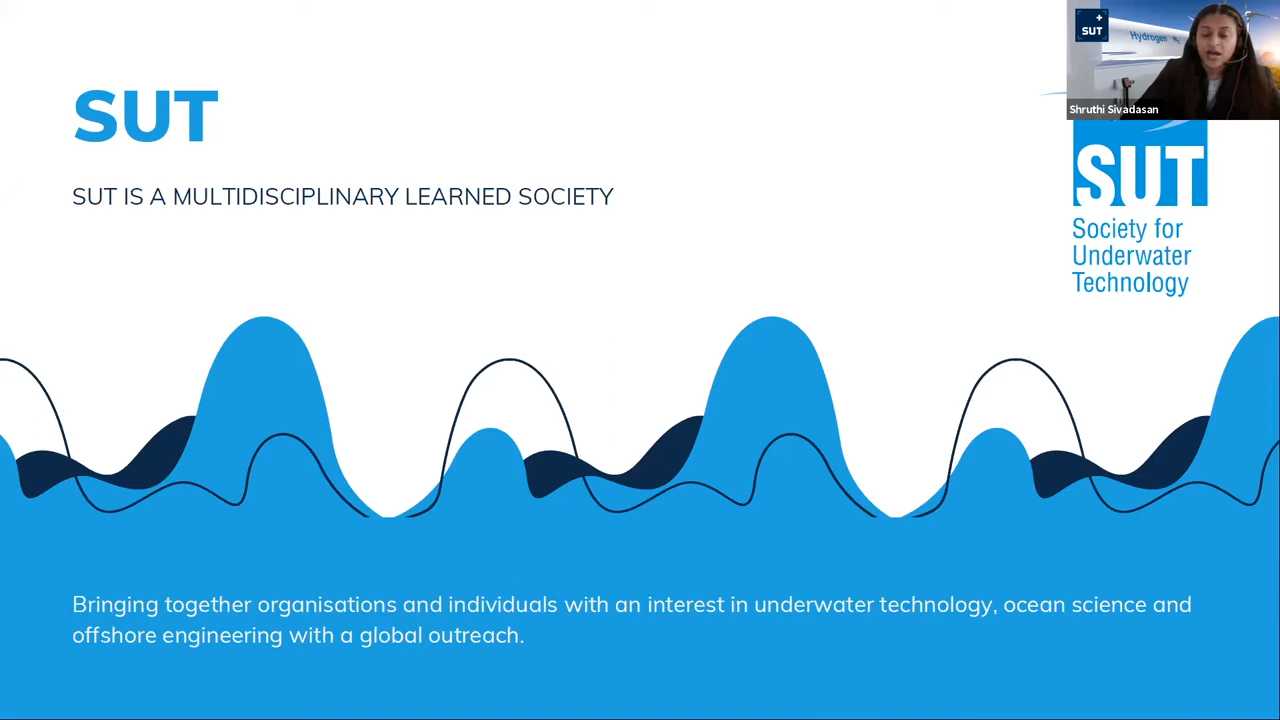 SUT
SUT IS A MULTIDISCIPLINARY LEARNED SOCIETY
SUT
Hydrogen H
Shruthi Sivadasan
SUT
Society for
Underwater
Technology
Bringing together organisations and individuals with an interest in underwater technology, ocean science and
offshore engineering with a global outreach.